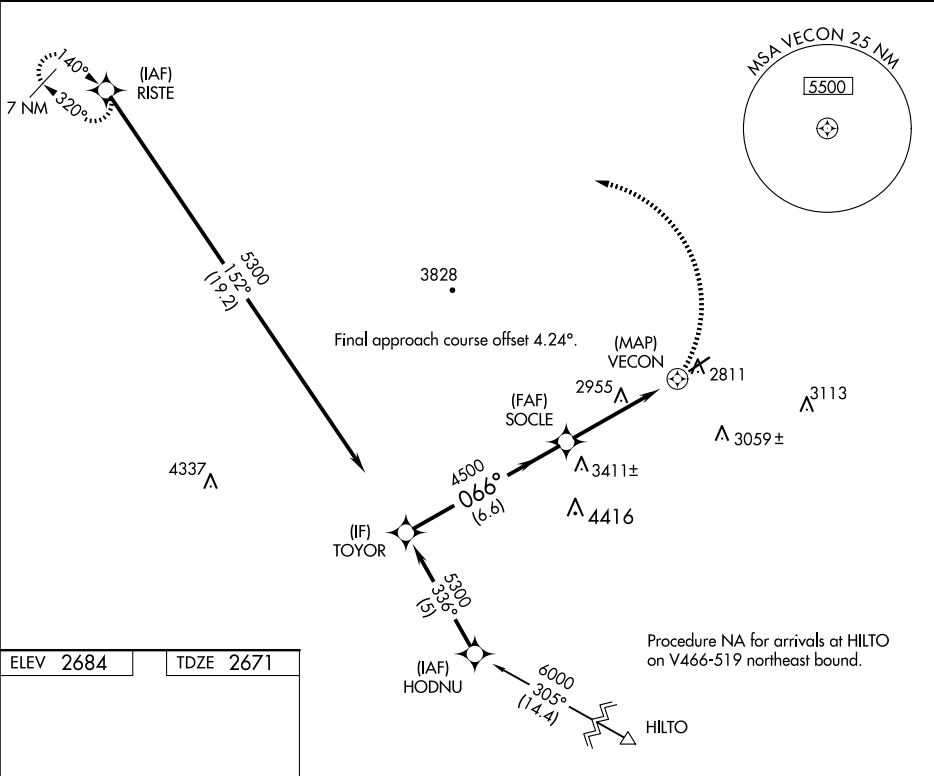 MSA VECON 25 NM
5500
140°
320°
7 NM
(IAF)
RISTE
5300
152°
(19.2)
3828
Final approach course offset 4.24°.
(MAP)
VECON
2811
2955
3113
3059±
(FAF)
SOCLE
3411±
4416
4337
4500
066°
(6.6)
(IF)
TOYOR
5300
336°
(5)
(IAF)
HODNU
6000
305°
(14.4)
HILTO
Procedure NA for arrivals at HILTO
on V466-519 northeast bound.
ELEV 2684
TDZE 2671